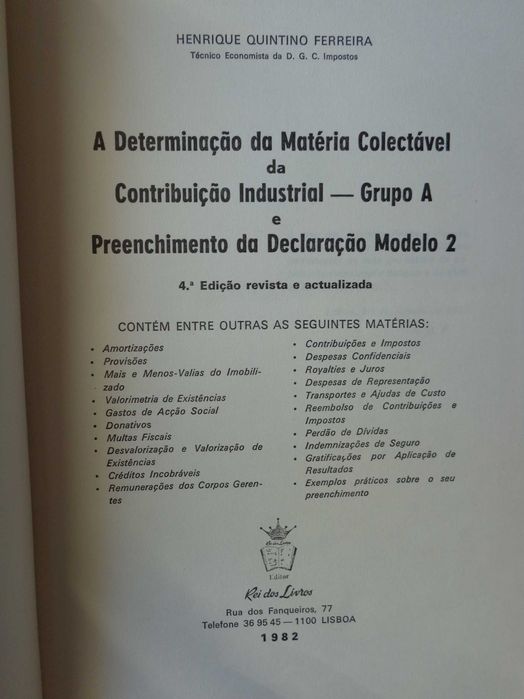 HENRIQUE QUINTINO FERREIRA
Técnico Economista da D. G. C. Impostos
A Determinação da Matéria Colectável
da
Contribuição Industrial — Grupo A
e
Preenchimento da Declaração Modelo 2
4.ª Edição revista e actualizada
CONTÉM ENTRE OUTRAS AS SEGUINTES MATÉRIAS:
• Amortizações
• Provisões
• Mais e Menos-Valias do Imobili-
zado
• Valorimetria de Existências
• Gastos de Acção Social
• Donativos
• Multas Fiscais
• Desvalorização e Valorização de
Existências
• Créditos Incobráveis
• Remunerações dos Corpos Geren-
tes
• Contribuições e Impostos
• Despesas Confidenciais
• Royalties e Juros
• Despesas de Representação
• Transportes e Ajudas de Custo
• Reembolso de Contribuições e
Impostos
• Perdão de Dívidas
• Indemnizações de Seguro
• Gratificações por Aplicação de
Resultados
• Exemplos práticos sobre o seu
preenchimento
Rei dos Livros
Editor
Rei dos Livros
Rua dos Fanqueiros, 77
Telefone 36 95 45 — 1100 LISBOA
1982